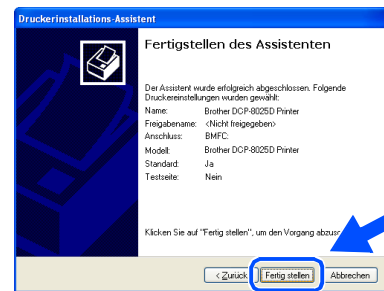 Druckerinstallations-Assistent
Fertigstellen des Assistenten
Der Assistent wurde erfolgreich abgeschlossen. Folgende
Druckereinstellungen wurden gewählt:
Name: Brother DCP-8025D Printer
Freigabename: <Nicht freigegeben>
Anschluss: BMFC:
Modell: Brother DCP-8025D Printer
Standard: Ja
Testseite: Nein
Klicken Sie auf "Fertig stellen", um den Vorgang
< Zurück Fertig stellen Abbrechen